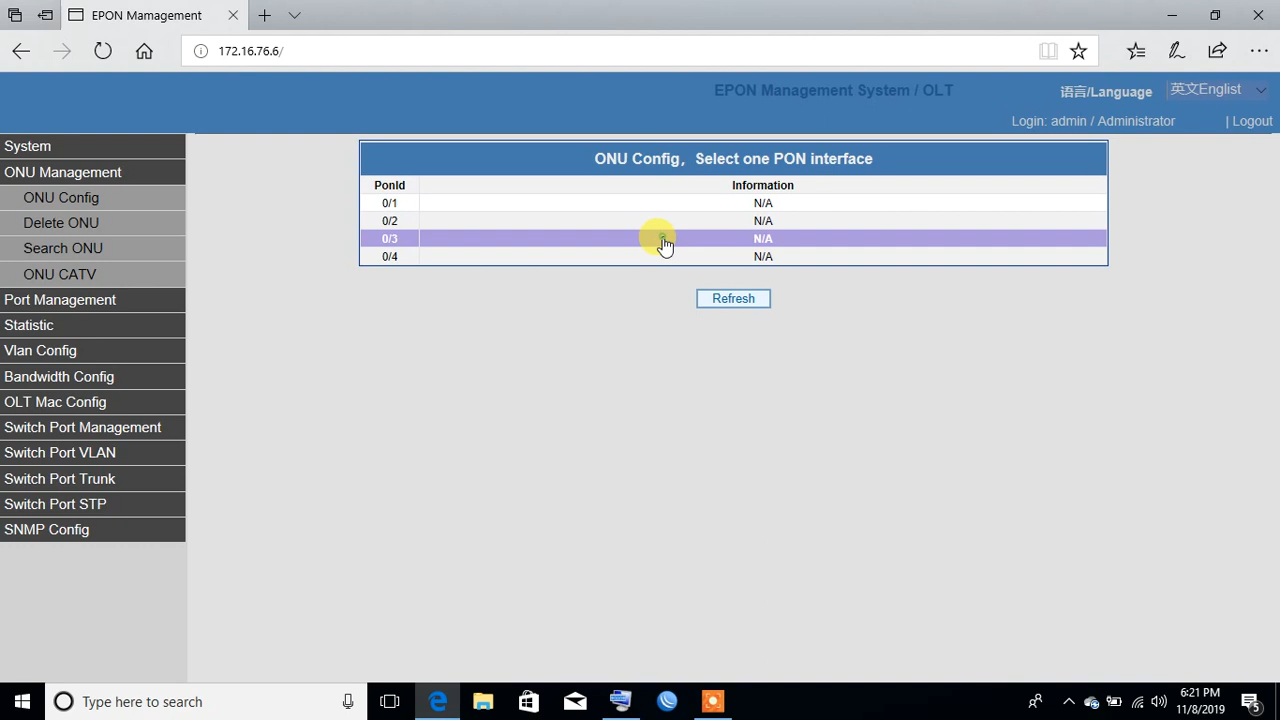 EPON Mamagement
172.16.76.6/
EPON Management System / OLT
语言/Language
英文Englist
Login: admin / Administrator
| Logout
System
ONU Management
ONU Config
Delete ONU
Search ONU
ONU CATV
Port Management
Statistic
Vlan Config
Bandwidth Config
OLT Mac Config
Switch Port Management
Switch Port VLAN
Switch Port Trunk
Switch Port STP
SNMP Config
ONU Config，Select one PON interface
PonId Information
0/1 N/A
0/2 N/A
0/3 N/A
0/4 N/A
Refresh
Type here to search
6:21 PM
11/8/2019
5